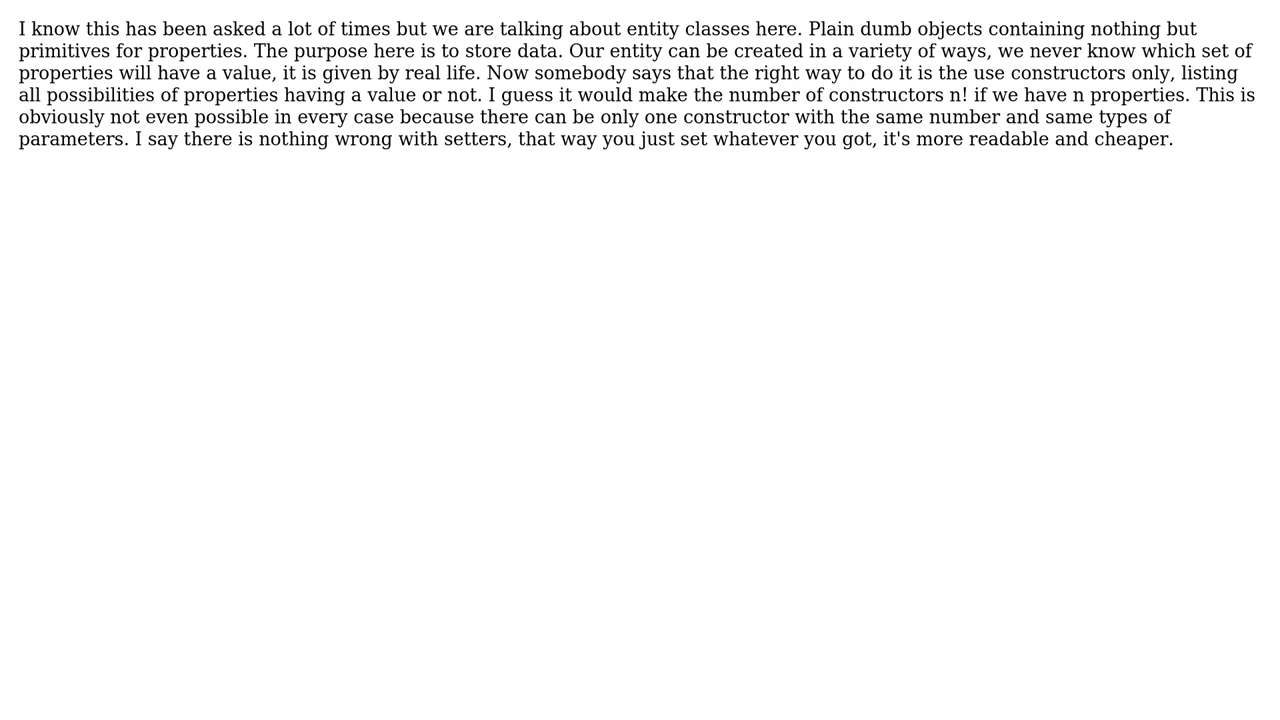 I know this has been asked a lot of times but we are talking about entity classes here. Plain dumb objects containing nothing but
primitives for properties. The purpose here is to store data. Our entity can be created in a variety of ways, we never know which set of
properties will have a value, it is given by real life. Now somebody says that the right way to do it is the use constructors only, listing
all possibilities of properties having a value or not. I guess it would make the number of constructors n! if we have n properties. This is
obviously not even possible in every case because there can be only one constructor with the same number and same types of
parameters. I say there is nothing wrong with setters, that way you just set whatever you got, it's more readable and cheaper.